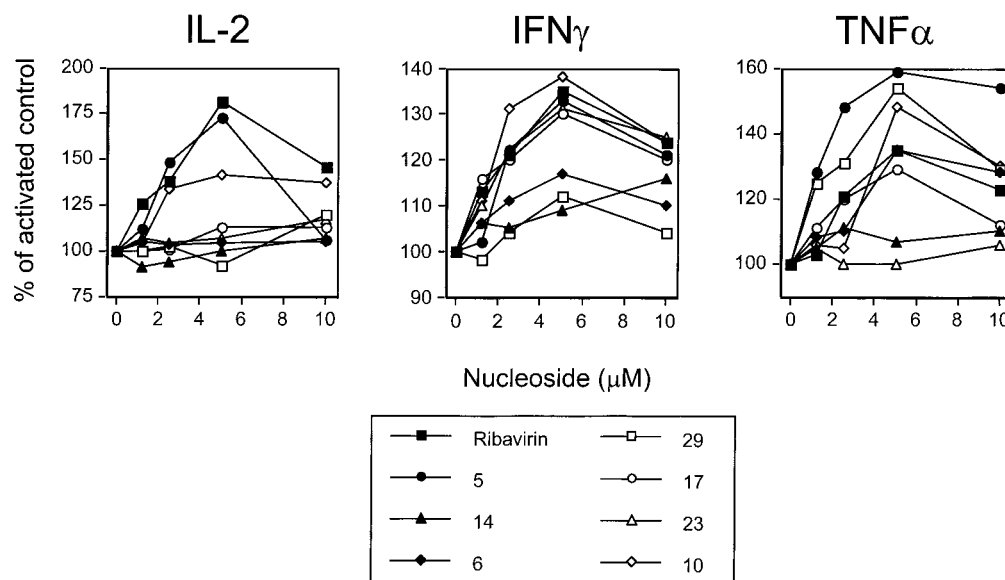 IL-2
IFNγ
TNFα
% of activated control
200
175
150
125
100
75
0 2 4 6 8 10
140
130
120
110
100
90
0 2 4 6 8 10
160
140
120
100
0 2 4 6 8 10
Nucleoside (μM)
Ribavirin
5
14
6
29
17
23
10